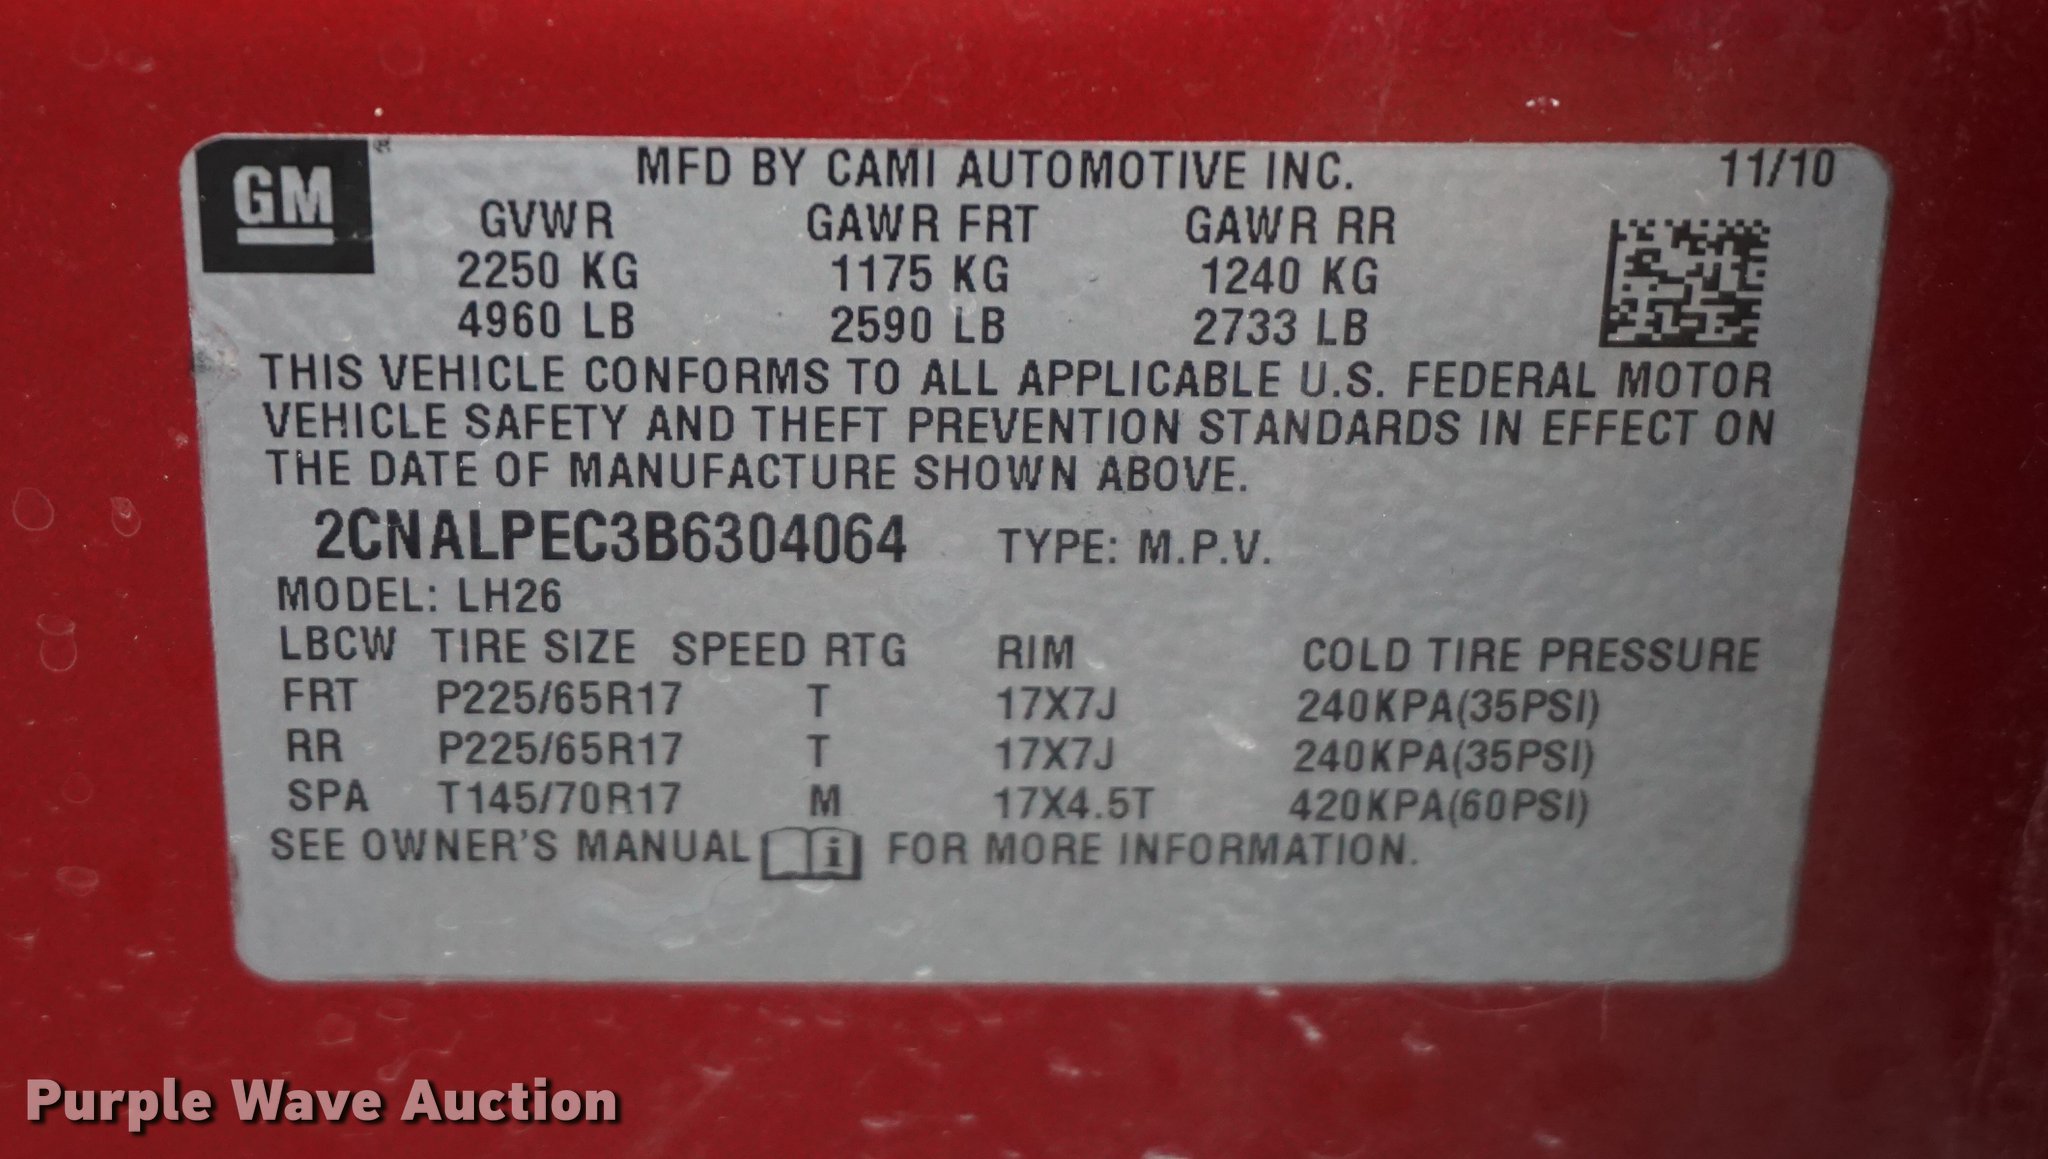 GM
MFD BY CAMI AUTOMOTIVE INC. 11/10
GVWR GAWR FRT GAWR RR
2250 KG 1175 KG 1240 KG
4960 LB 2590 LB 2733 LB
THIS VEHICLE CONFORMS TO ALL APPLICABLE U.S. FEDERAL MOTOR
VEHICLE SAFETY AND THEFT PREVENTION STANDARDS IN EFFECT ON
THE DATE OF MANUFACTURE SHOWN ABOVE.
2CNALPEC3B6304064 TYPE: M.P.V.
MODEL: LH26
LBCW TIRE SIZE SPEED RTG RIM COLD TIRE PRESSURE
FRT P225/65R17 T 17X7J 240KPA(35PSI)
RR P225/65R17 T 17X7J 240KPA(35PSI)
SPA T145/70R17 M 17X4.5T 420KPA(60PSI)
SEE OWNER'S MANUAL i FOR MORE INFORMATION.
Purple Wave Auction